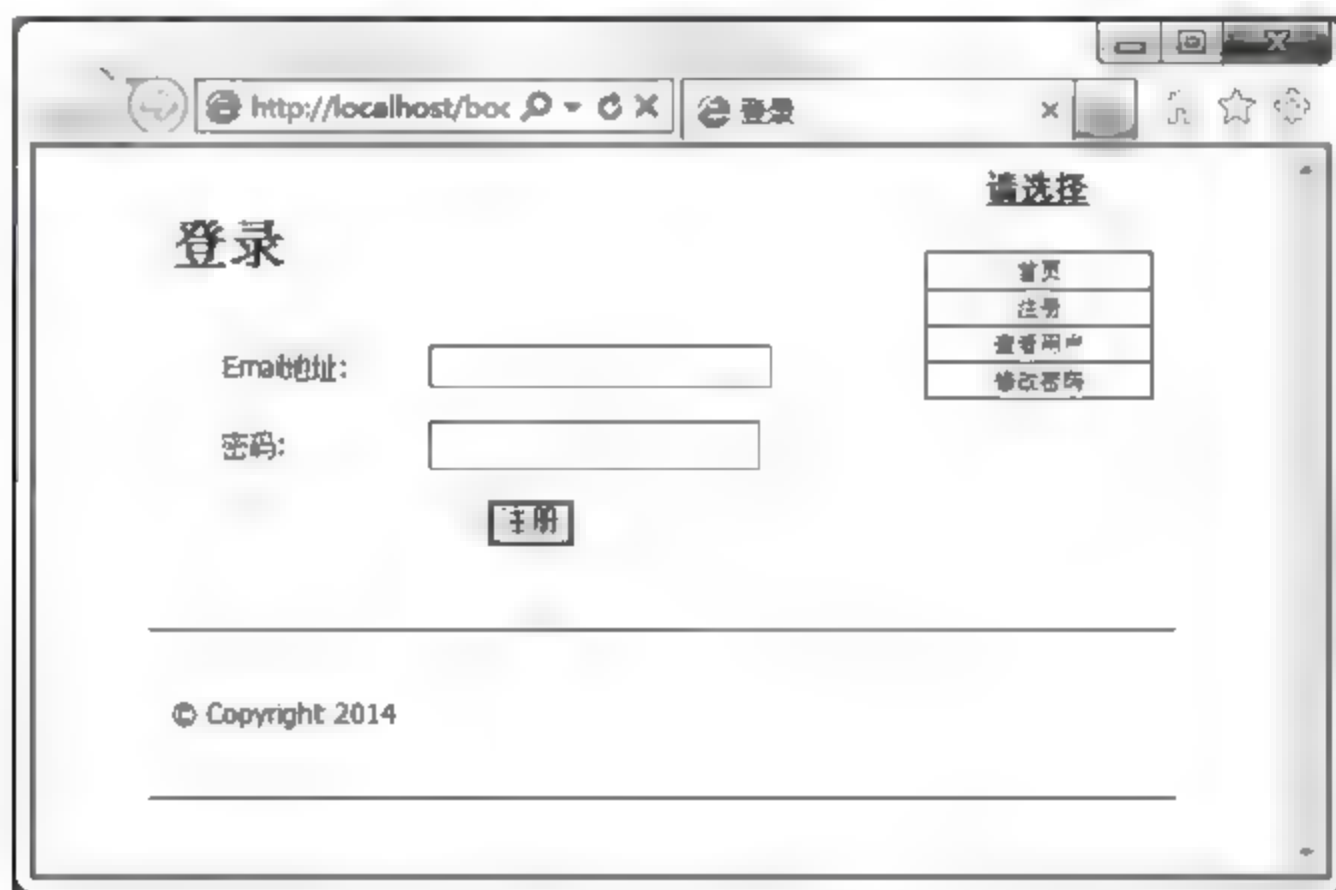 http://localhost/boo
登录
请选择
登录
首页
注册
查看用户
修改密码
Email地址:
密码:
注册
© Copyright 2014